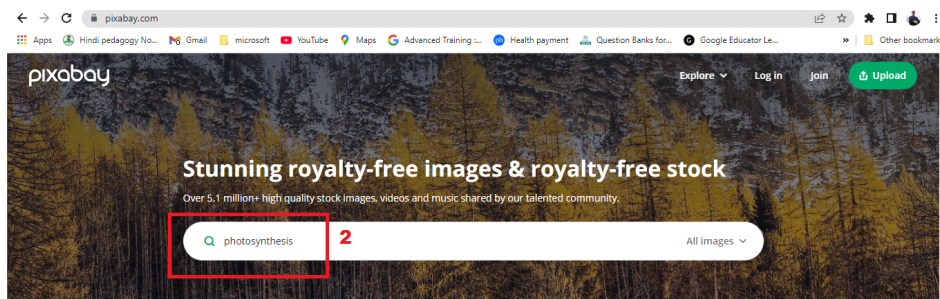 pixabay.com
Apps Hindi pedagogy No... Gmail microsoft YouTube Maps Advanced Training :... Health payment Question Banks for... Google Educator Le... » Other bookmark
pixabay Explore Log in Join Upload
Stunning royalty-free images & royalty-free stock
Over 5.1 million+ high quality stock images, videos and music shared by our talented community.
photosynthesis 2 All images